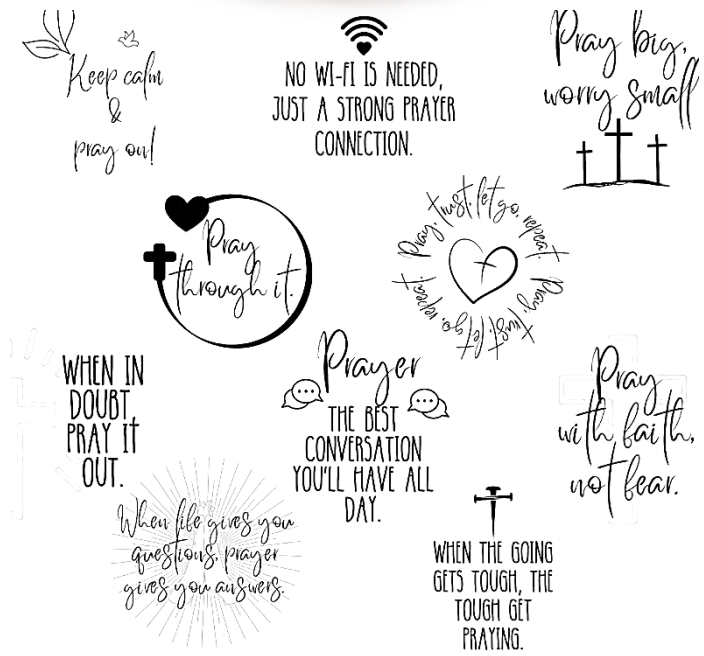 Keep calm
&
pray on!
NO WI-FI IS NEEDED,
JUST A STRONG PRAYER
CONNECTION.
Pray big,
worry small
Pray
through it.
Pray, trust, let go, repeat.
Pray, trust, let go, repeat.
WHEN IN
DOUBT,
PRAY IT
OUT.
Prayer
THE BEST
CONVERSATION
YOU'LL HAVE ALL
DAY.
Pray
with faith,
not fear.
When life gives you
questions, prayer
gives you answers.
WHEN THE GOING
GETS TOUGH, THE
TOUGH GET
PRAYING.